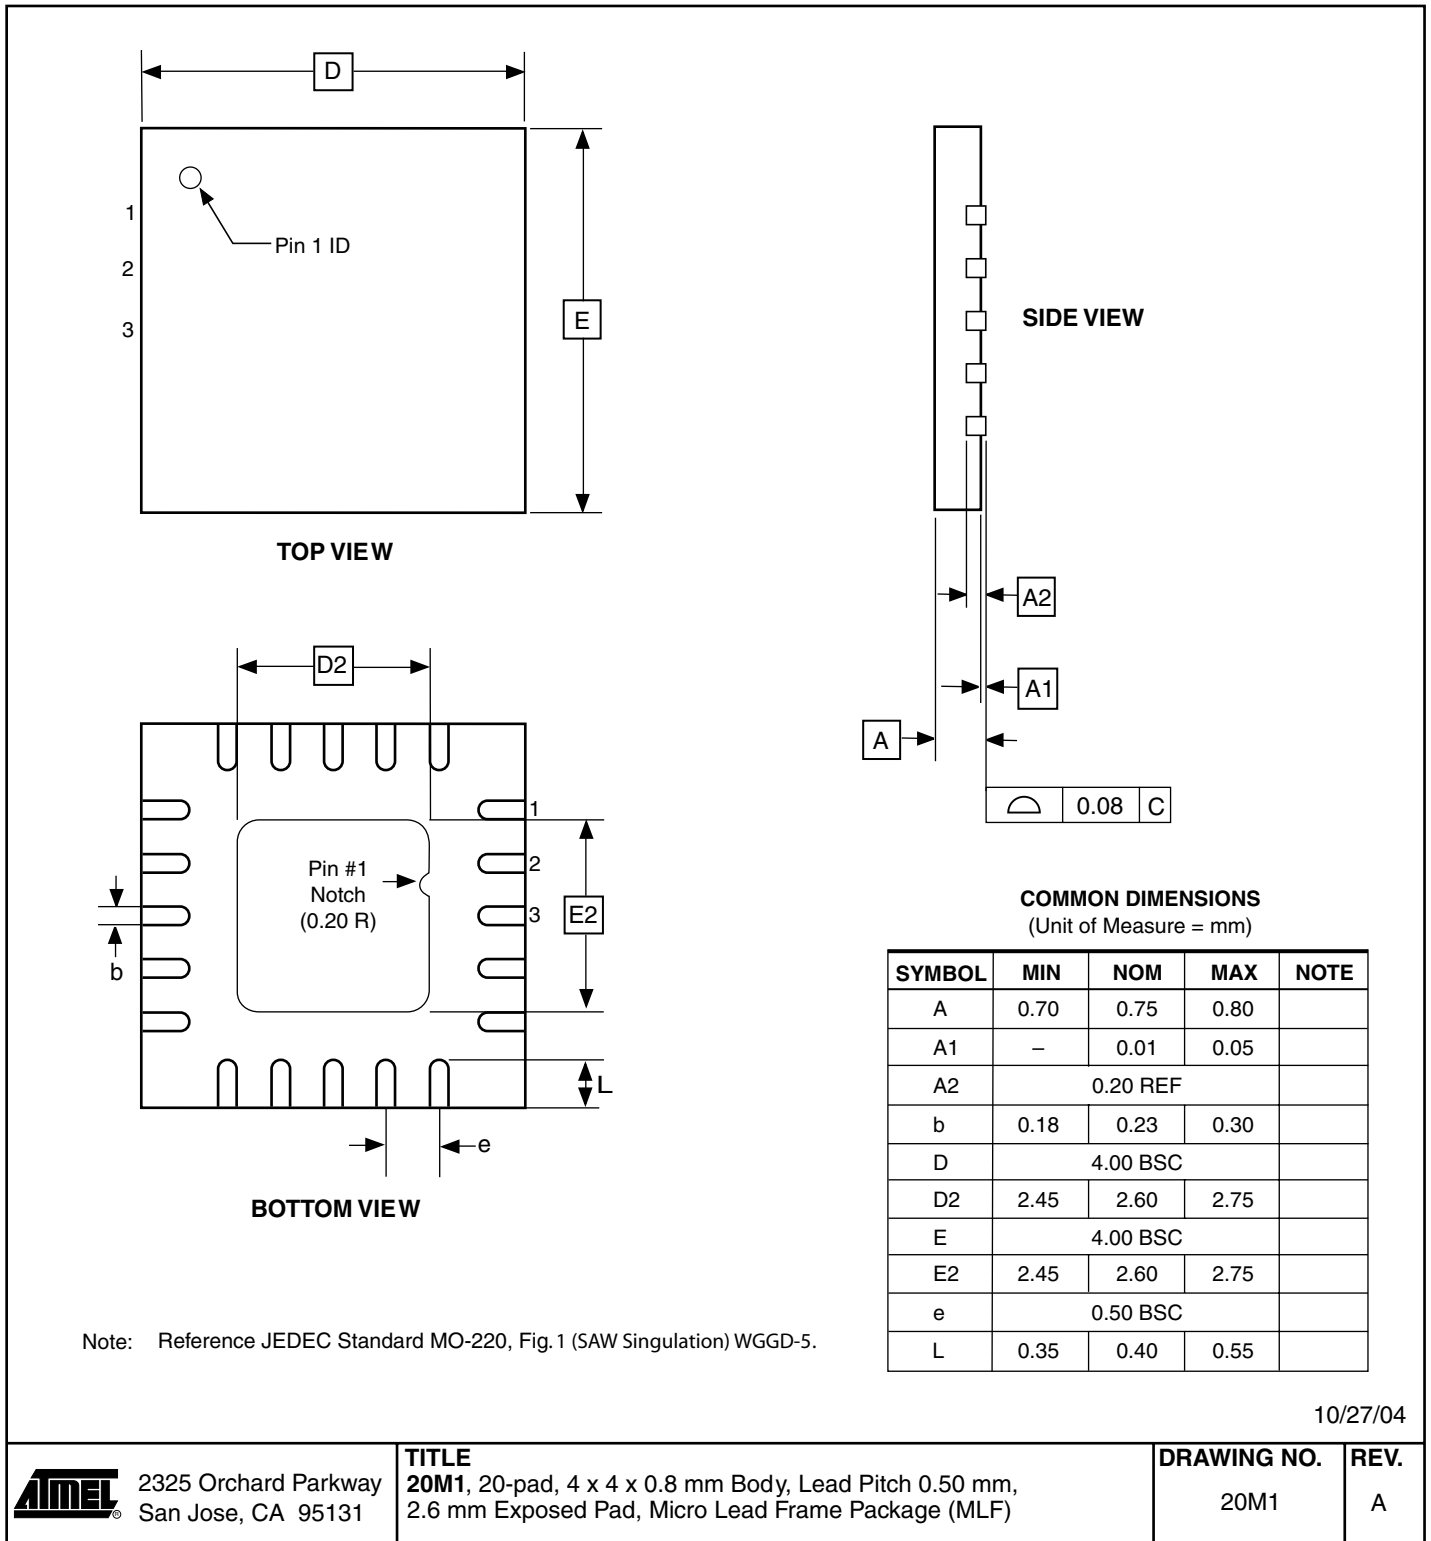 D
1
2
3
Pin 1 ID
E
TOP VIEW
SIDE VIEW
A2
A1
A
0.08 C
D2
1
2
3
Pin #1
Notch
(0.20 R)
E2
b
L
e
BOTTOM VIEW
COMMON DIMENSIONS
(Unit of Measure = mm)
SYMBOL MIN NOM MAX NOTE
A 0.70 0.75 0.80
A1 – 0.01 0.05
A2 0.20 REF
b 0.18 0.23 0.30
D 4.00 BSC
D2 2.45 2.60 2.75
E 4.00 BSC
E2 2.45 2.60 2.75
e 0.50 BSC
L 0.35 0.40 0.55
Note: Reference JEDEC Standard MO-220, Fig. 1 (SAW Singulation) WGGD-5.
10/27/04
ATMEL ®
2325 Orchard Parkway
San Jose, CA 95131
TITLE
20M1, 20-pad, 4 x 4 x 0.8 mm Body, Lead Pitch 0.50 mm,
2.6 mm Exposed Pad, Micro Lead Frame Package (MLF)
DRAWING NO.
20M1
REV.
A